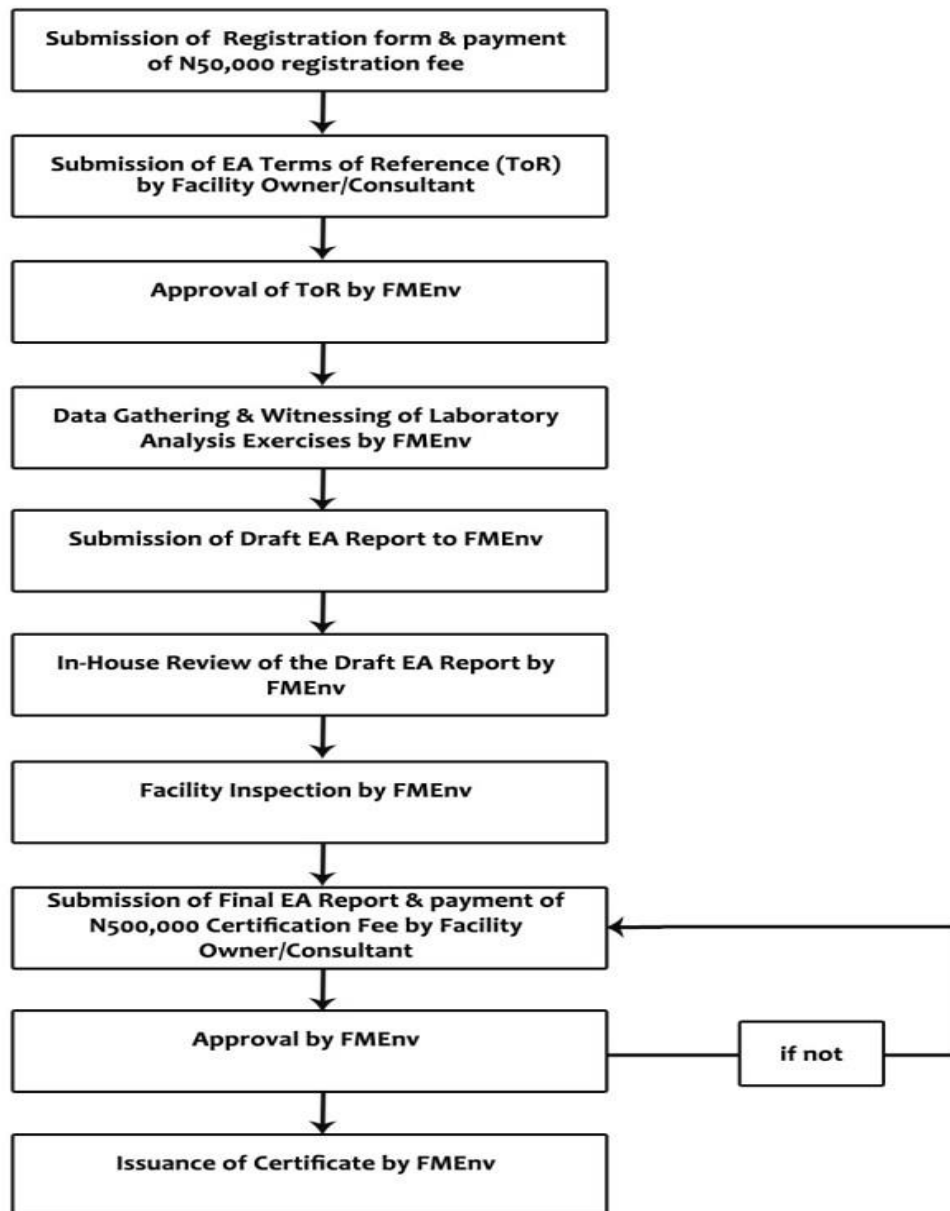 Submission of Registration form & payment
of N50,000 registration fee
Submission of EA Terms of Reference (ToR)
by Facility Owner/Consultant
Approval of ToR by FMEnv
Data Gathering & Witnessing of Laboratory
Analysis Exercises by FMEnv
Submission of Draft EA Report to FMEnv
In-House Review of the Draft EA Report by
FMEnv
Facility Inspection by FMEnv
Submission of Final EA Report & payment of
N500,000 Certification Fee by Facility
Owner/Consultant
Approval by FMEnv
if not
Issuance of Certificate by FMEnv